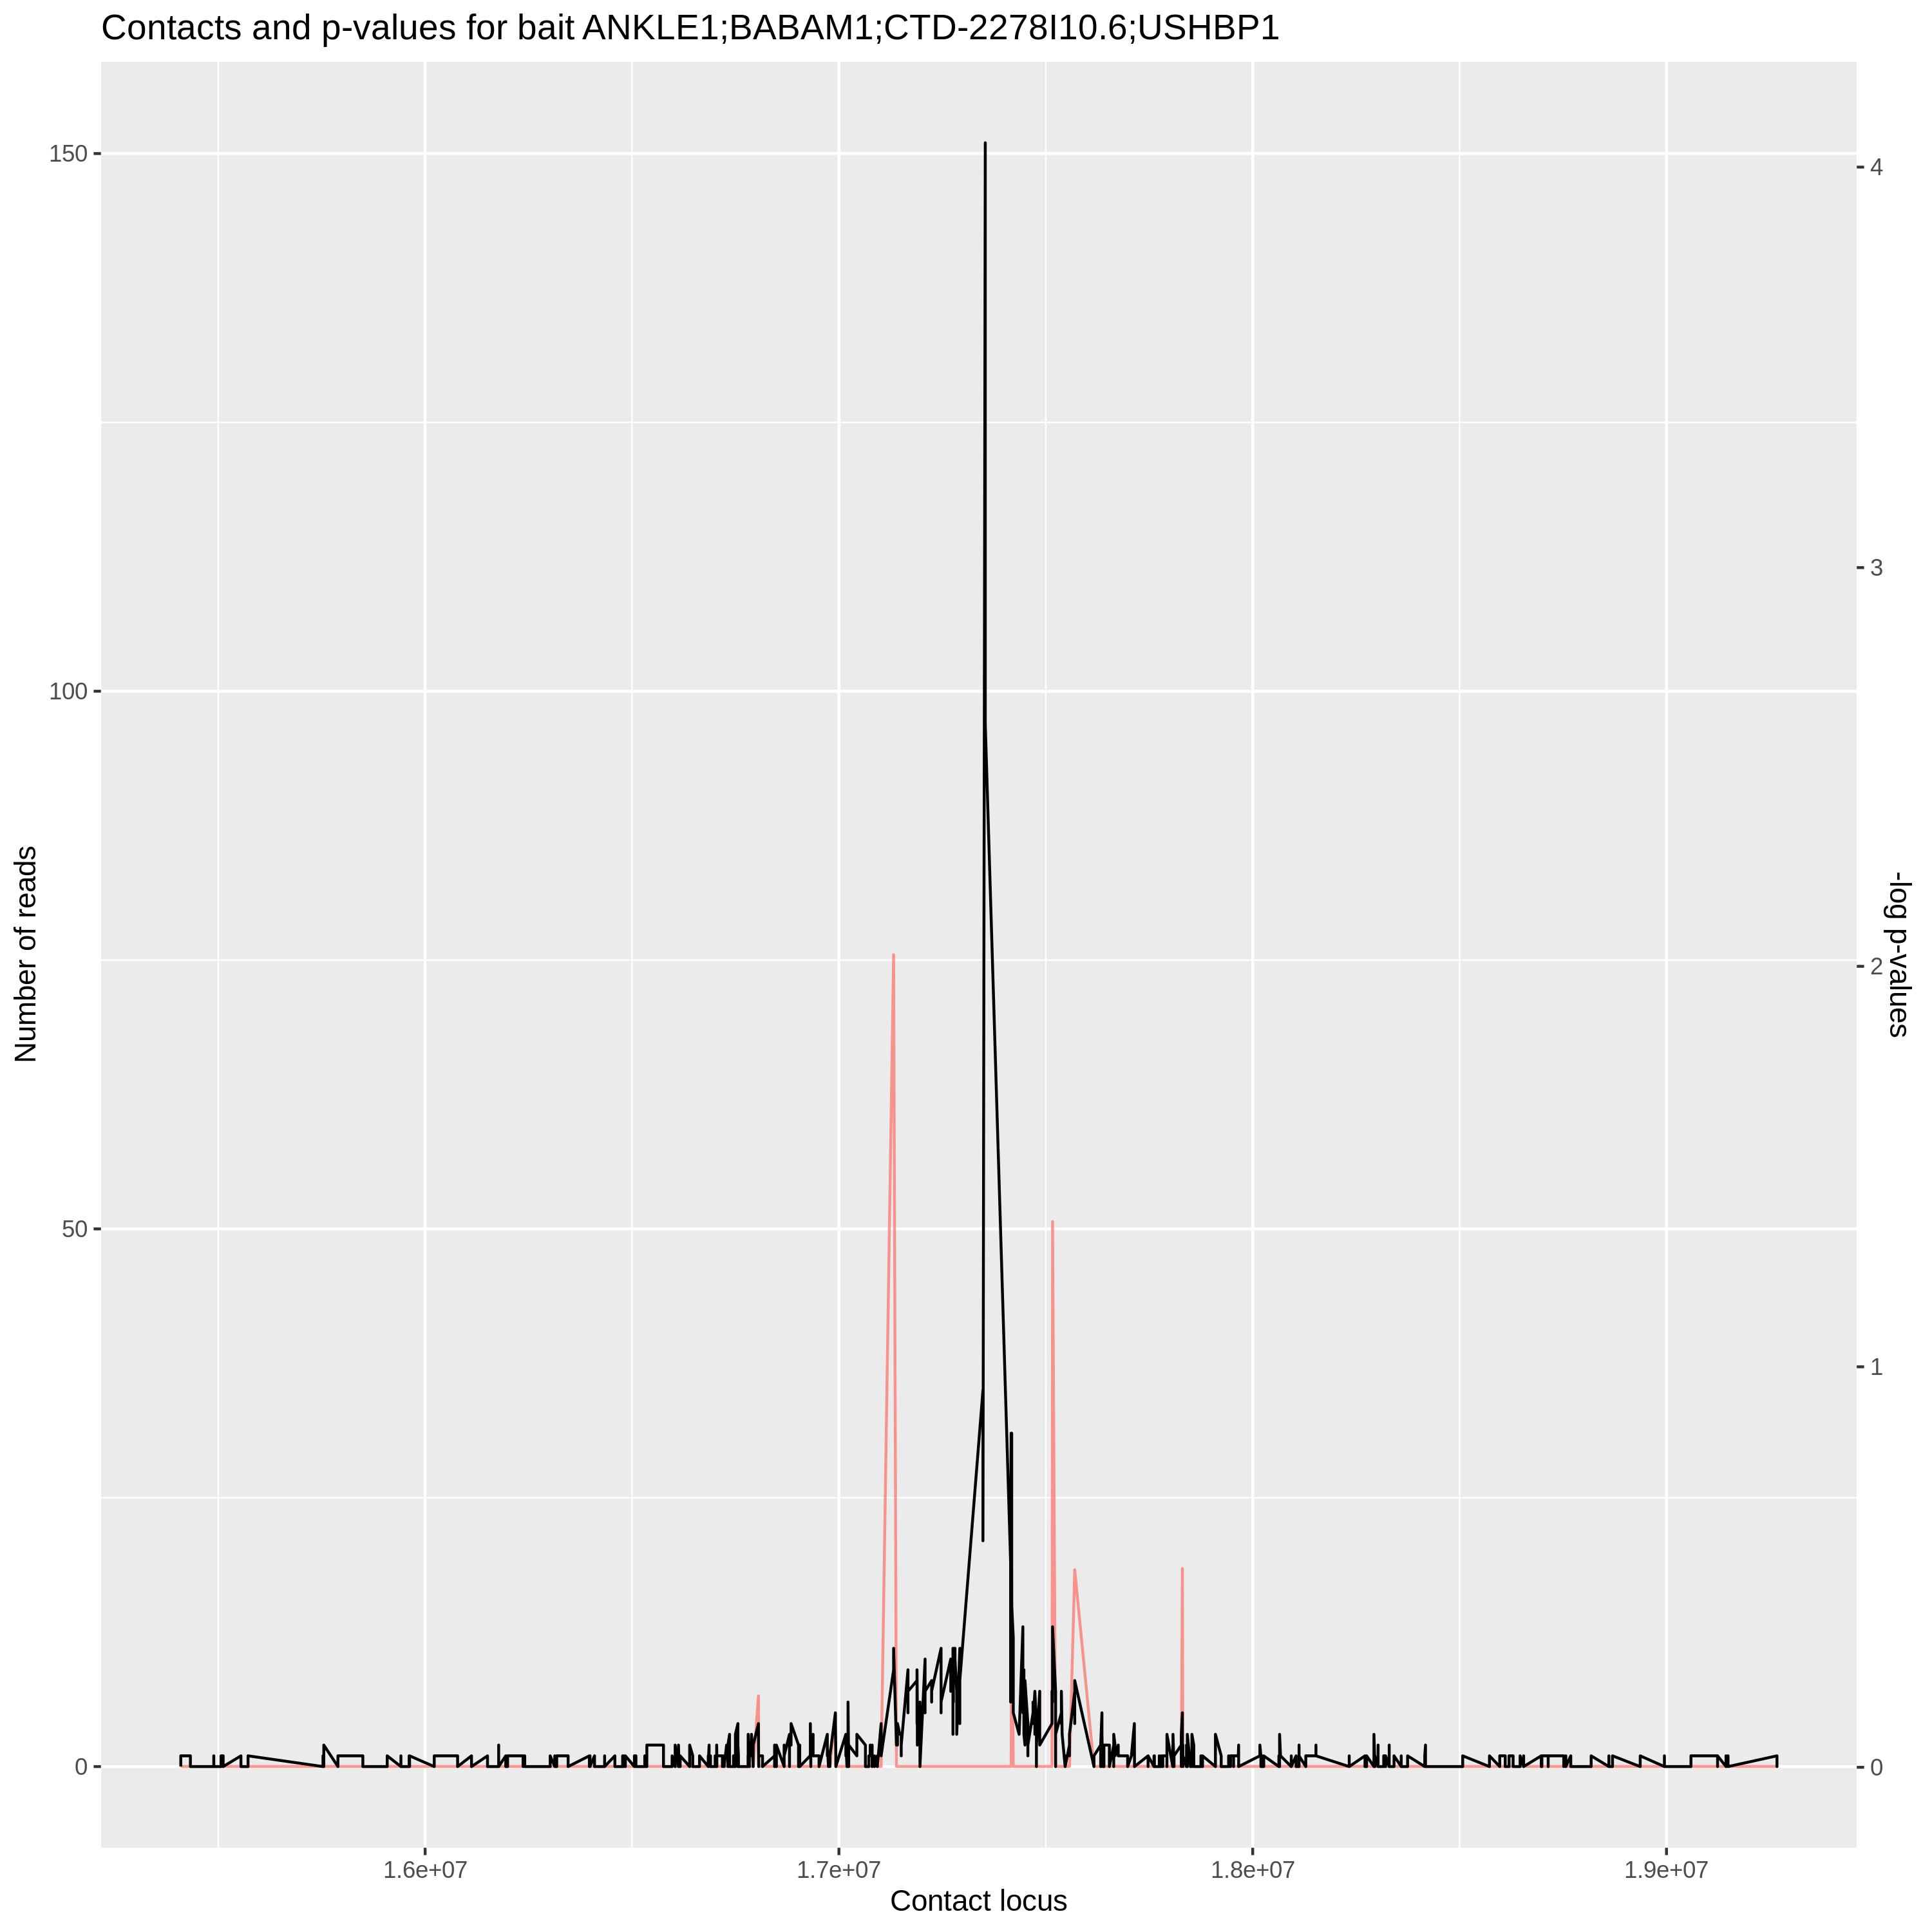 Contacts and p-values for bait ANKLE1;BABAM1;CTD-2278I10.6;USHBP1
150
100
50
0
Number of reads
4
3
2
1
0
-log p-values
1.6e+07
1.7e+07
1.8e+07
1.9e+07
Contact locus